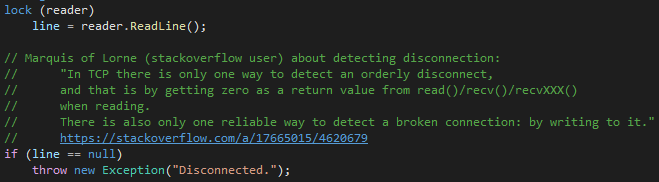 lock (reader)
    line = reader.ReadLine();

// Marquis of Lorne (stackoverflow user) about detecting disconnection:
//      "In TCP there is only one way to detect an orderly disconnect,
//      and that is by getting zero as a return value from read()/recv()/recvXXX()
//      when reading.
//      There is also only one reliable way to detect a broken connection: by writing to it."
//      https://stackoverflow.com/a/17665015/4620679
if (line == null)
    throw new Exception("Disconnected.");